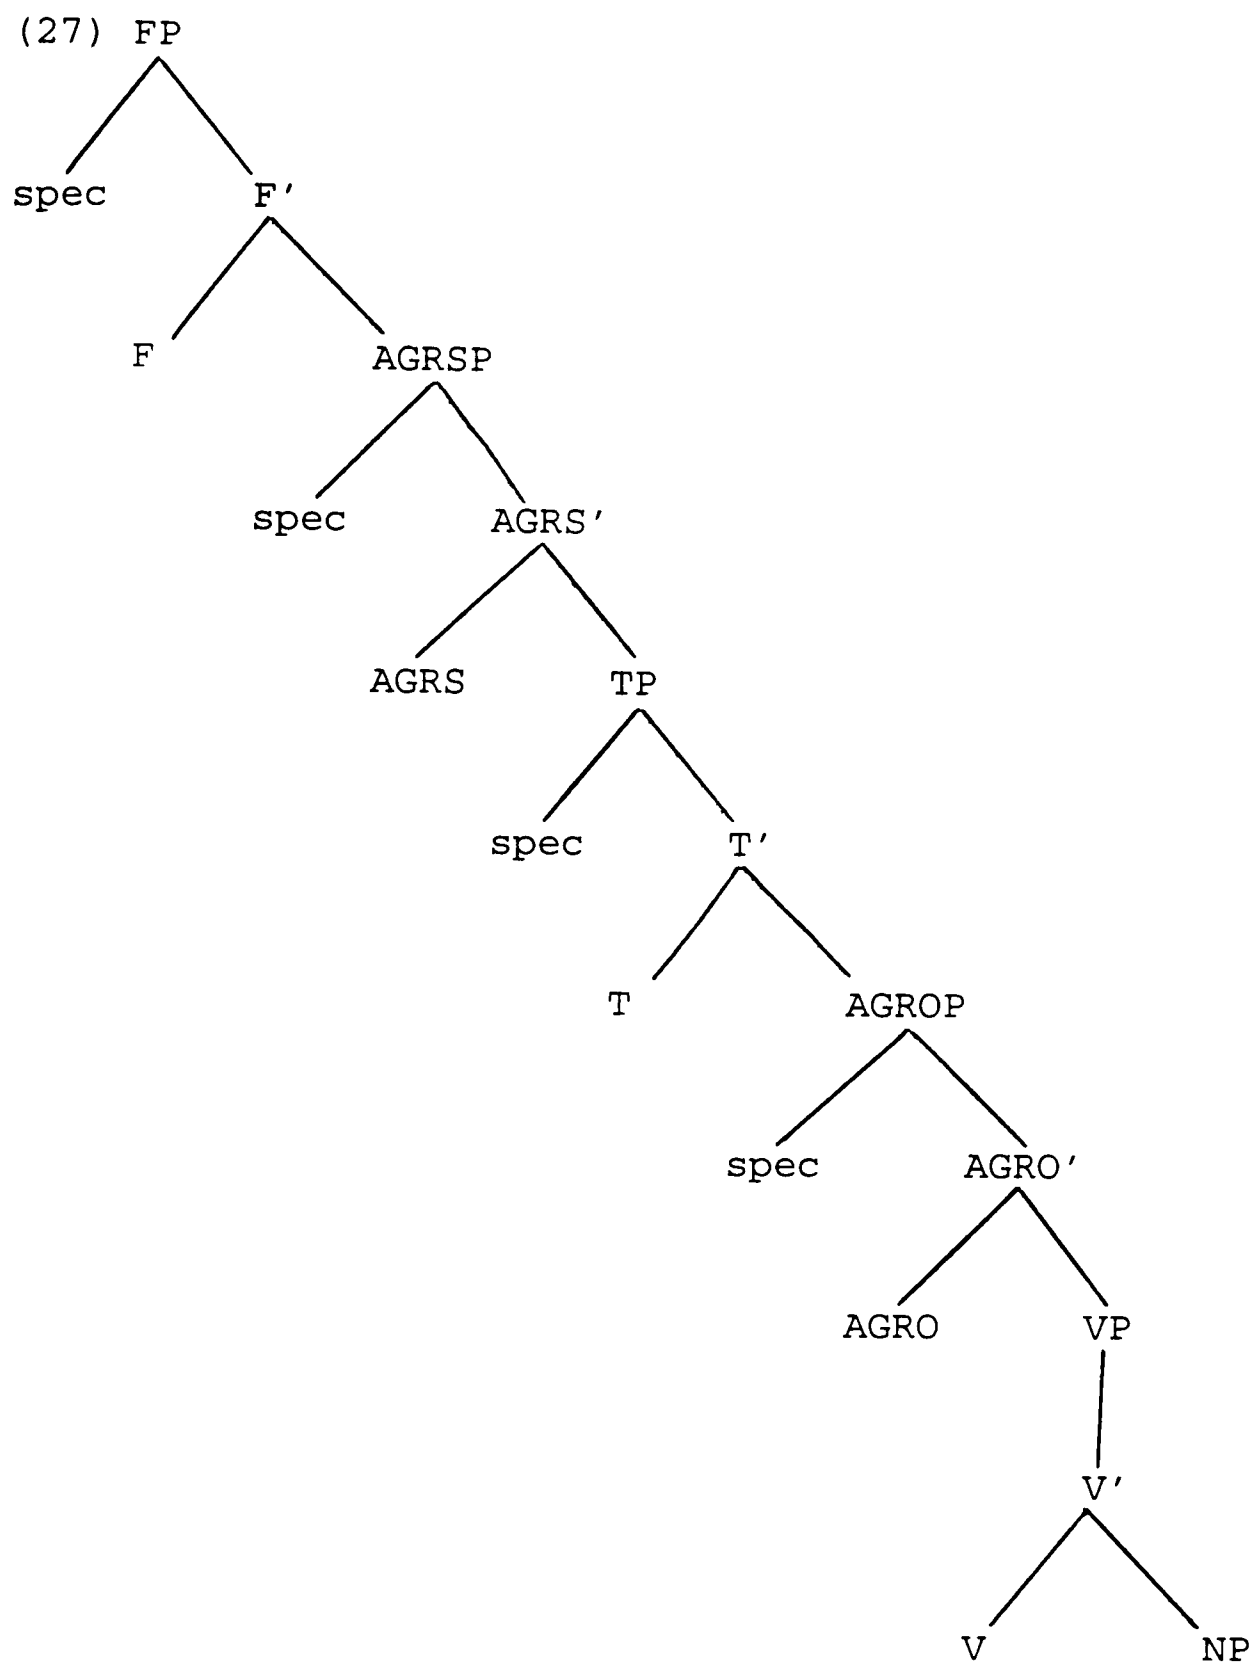 (27) FP
spec F'
F AGRSP
spec AGRS'
AGRS TP
spec T'
T AGROP
spec AGRO'
AGRO VP
V'
V NP